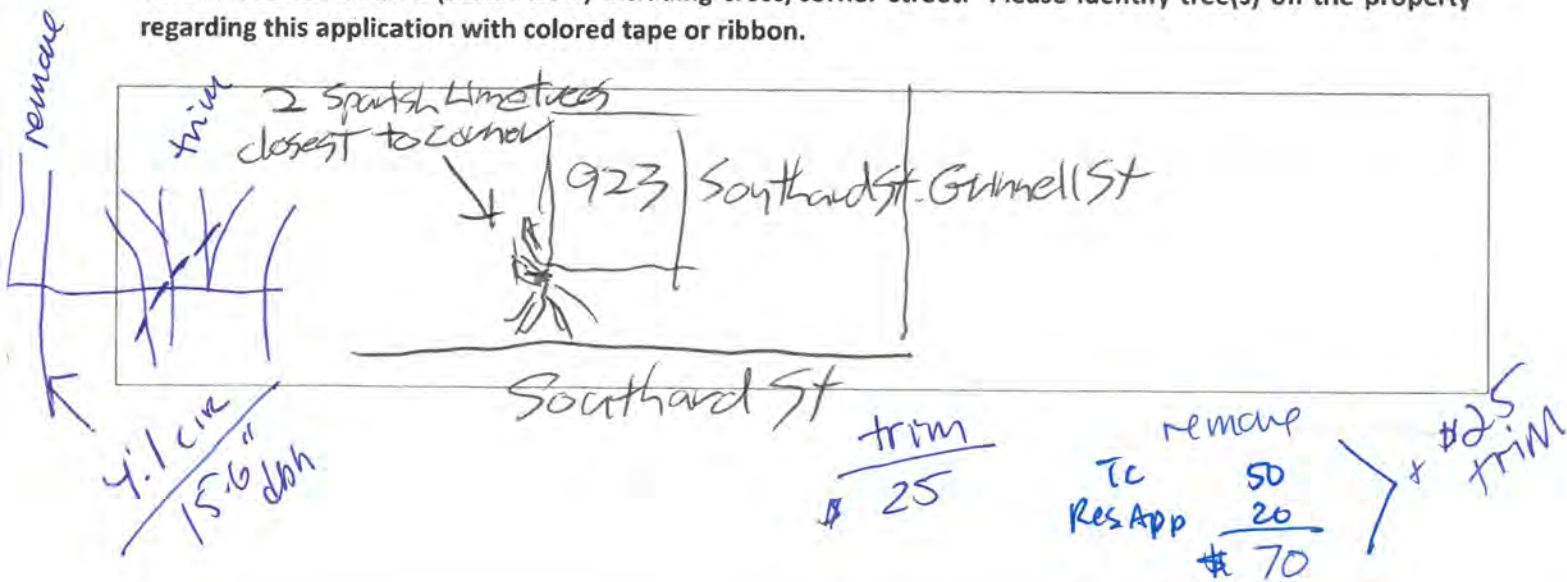 regarding this application with colored tape or ribbon.
remove
trim
2 Spanish Lime trees
closest to corner
923
Southard St.
Grinnell St
Southard St
4.1 cir
15.6" dbh
trim
$ 25
remove
TC 50
Res App 20
$ 70
+ $25
trim